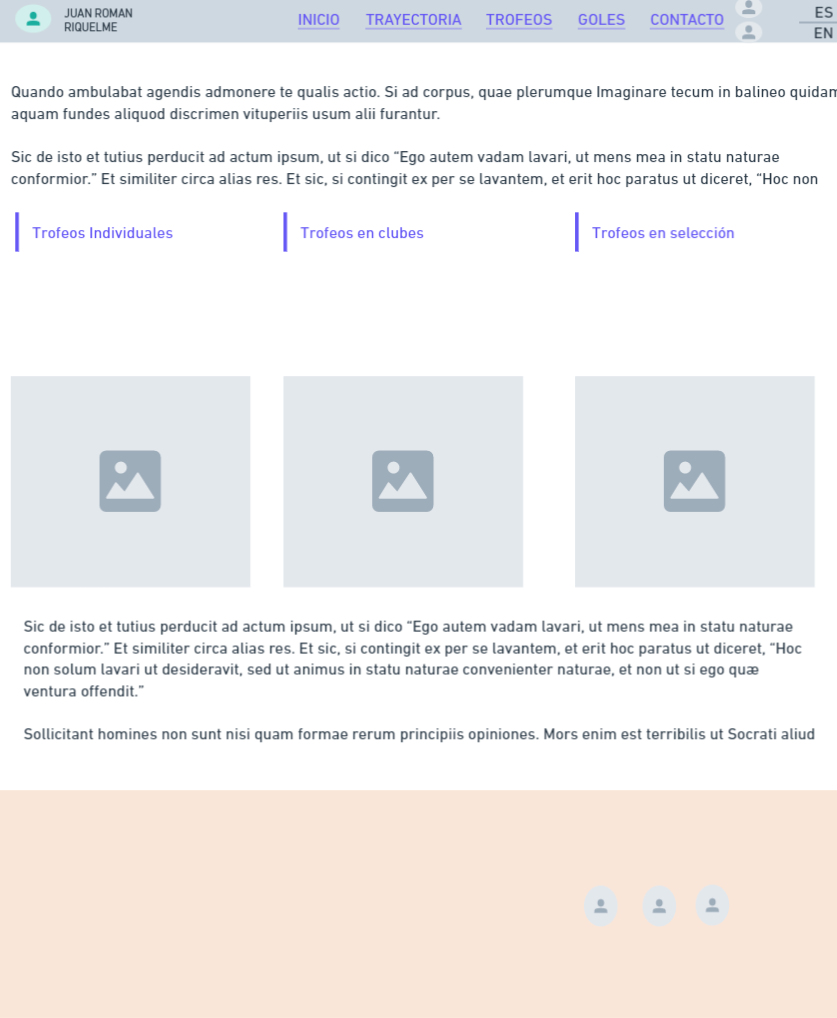 JUAN ROMAN
RIQUELME
INICIO
TRAYECTORIA
TROFEOS
GOLES
CONTACTO
ES
EN
Quando ambulabat agendis admonere te qualis actio. Si ad corpus, quae plerumque Imaginare tecum in balineo quidam
aquam fundes aliquod discrimen vituperiis usum alii furantur.
Sic de isto et tutius perducit ad actum ipsum, ut si dico “Ego autem vadam lavari, ut mens mea in statu naturae
conformior.” Et similiter circa alias res. Et sic, si contingit ex per se lavantem, et erit hoc paratus ut diceret, “Hoc non
Trofeos Individuales
Trofeos en clubes
Trofeos en selección
Sic de isto et tutius perducit ad actum ipsum, ut si dico “Ego autem vadam lavari, ut mens mea in statu naturae
conformior.” Et similiter circa alias res. Et sic, si contingit ex per se lavantem, et erit hoc paratus ut diceret, “Hoc
non solum lavari ut desideravit, sed ut animus in statu naturae convenienter naturae, et non ut si ego quæ
ventura offendit.”
Sollicitant homines non sunt nisi quam formae rerum principiis opiniones. Mors enim est terribilis ut Socrati aliud